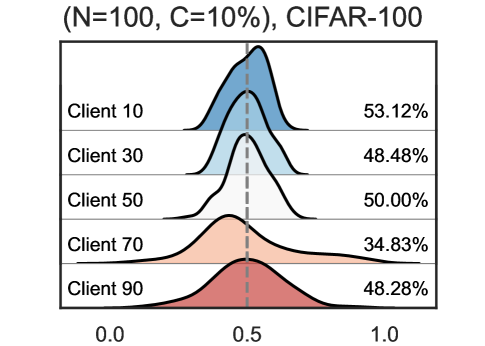 (N=100, C=10%), CIFAR-100
Client 10 53.12%
Client 30 48.48%
Client 50 50.00%
Client 70 34.83%
Client 90 48.28%
0.0 0.5 1.0